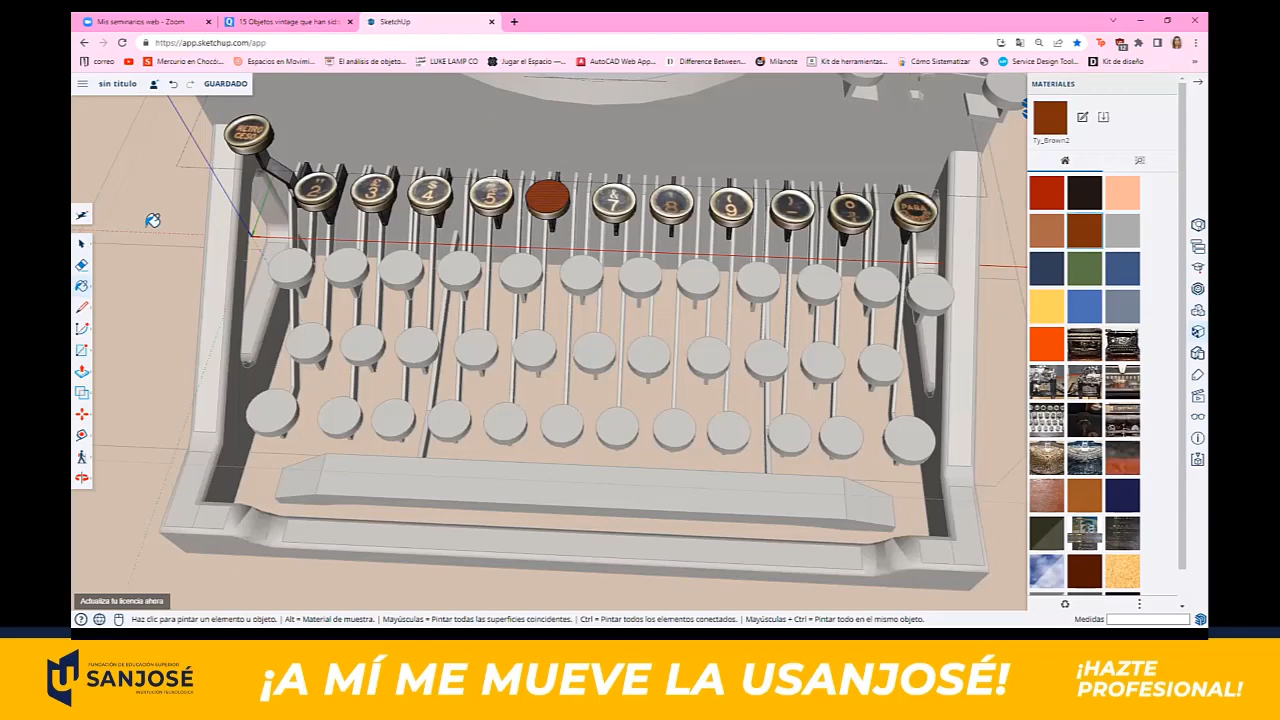 Mis seminarios web - Zoom
15 Objetos vintage que han sid
SketchUp
https://app.sketchup.com/app
correo
Mercurio en Chocó:...
Espacios en Movimi...
El análisis de objeto...
LUKE LAMP CO
Jugar el Espacio —...
AutoCAD Web App...
Difference Between...
Milanote
Kit de herramientas...
Cómo Sistematizar
Service Design Tool...
Kit de diseño
sin título
GUARDADO
MATERIALES
Ty_Brown2
RETRO
CESO
2
3
4
5
&
7
8
(
9
PARA
Actualiza tu licencia ahora
Haz clic para pintar un elemento u objeto. | Alt = Material de muestra. | Mayúsculas = Pintar todas las superficies coincidentes. | Ctrl = Pintar todos los elementos conectados. | Mayúsculas + Ctrl = Pintar todo en el mismo objeto.
Medidas
FUNDACIÓN DE EDUCACIÓN SUPERIOR
SANJOSÉ
INSTITUCIÓN TECNOLÓGICA
¡A MÍ ME MUEVE LA USANJOSÉ!
¡HAZTE
PROFESIONAL!